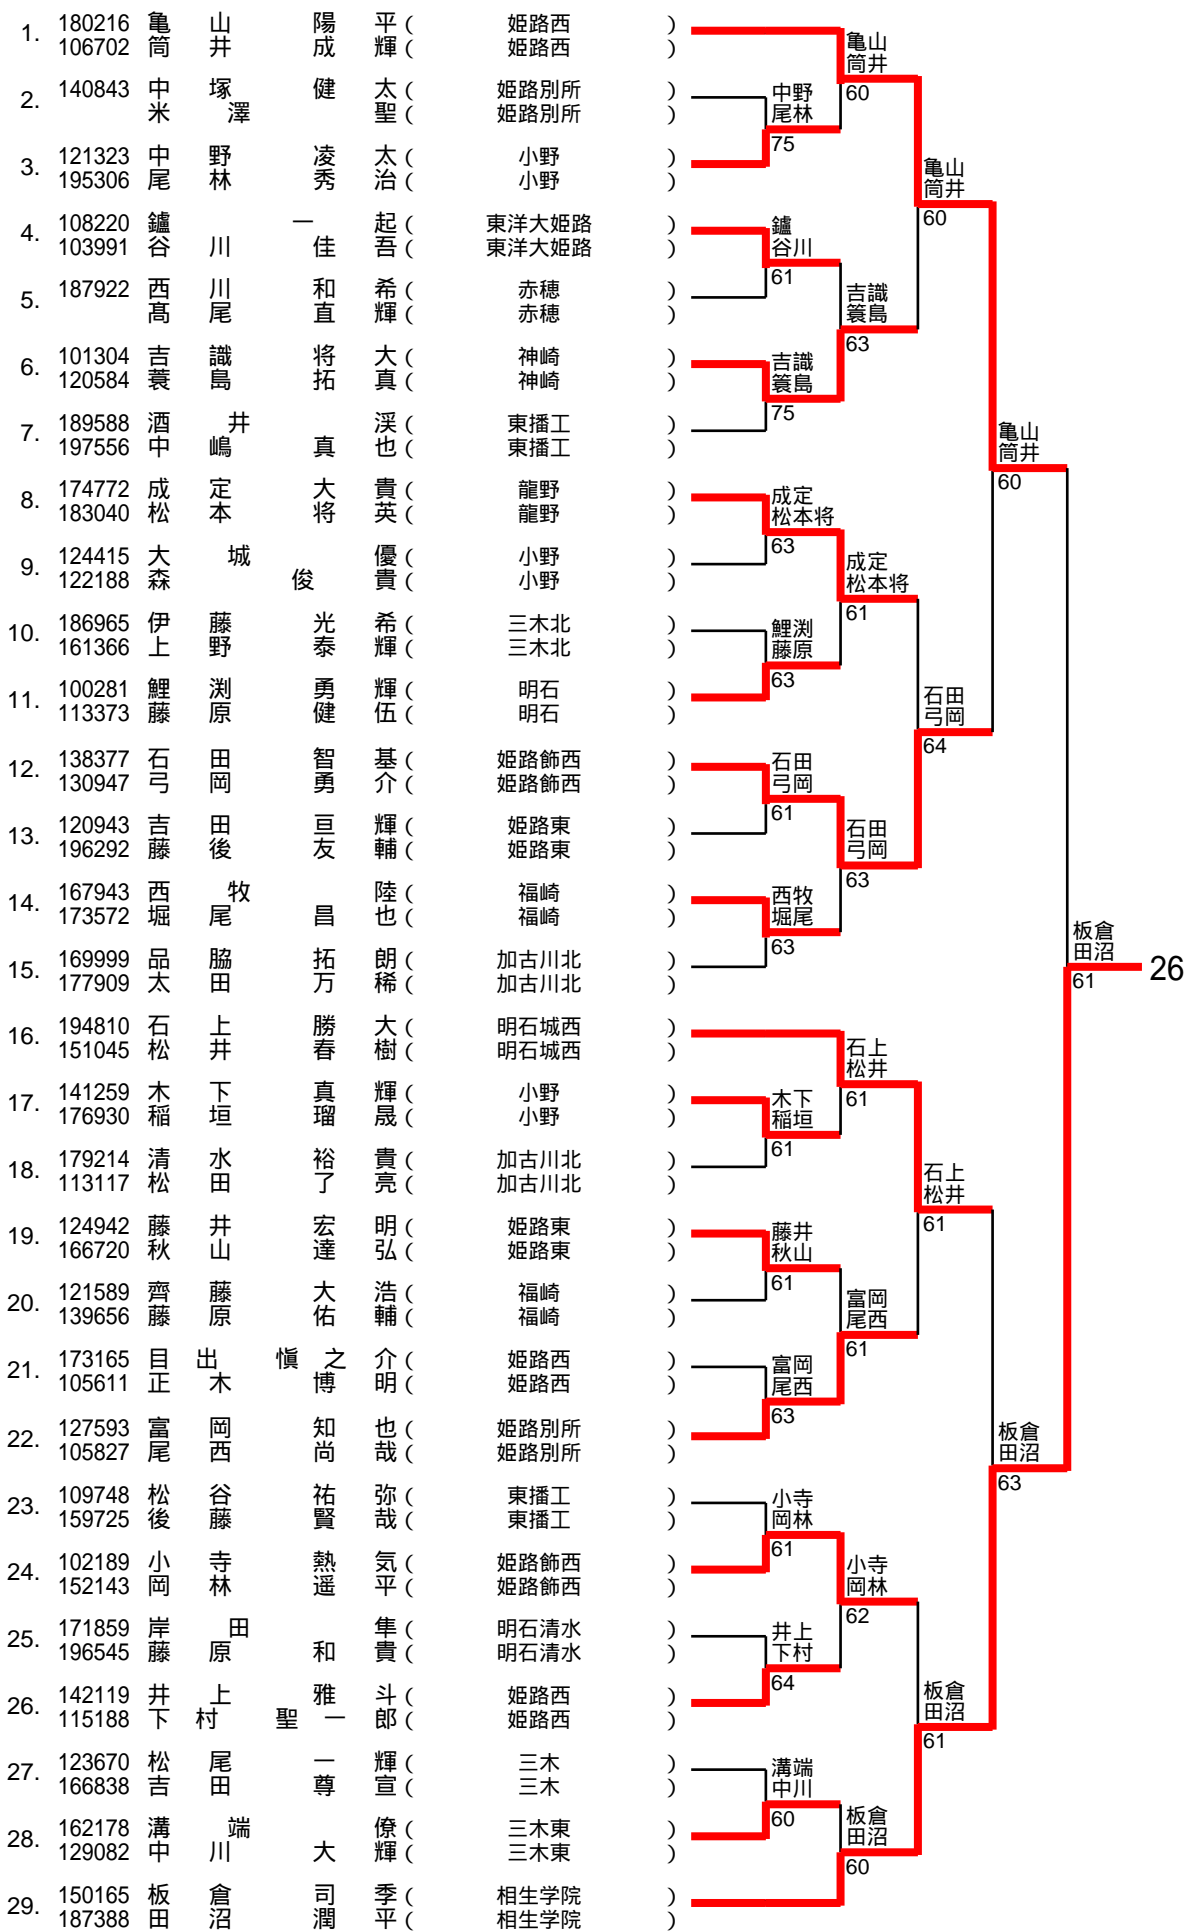 1. 180216 亀山 陽平 ( 姫路西 )
106702 筒井 成輝 ( 姫路西 )
2. 140843 中塚 健太 ( 姫路別所 )
米澤 聖 ( 姫路別所 )
3. 121323 中野 凌太 ( 小野 )
195306 尾林 秀治 ( 小野 )
4. 108220 鑪 一起 ( 東洋大姫路 )
103991 谷川 佳吾 ( 東洋大姫路 )
5. 187922 西川 和希 ( 赤穂 )
髙尾 直輝 ( 赤穂 )
6. 101304 吉識 将大 ( 神崎 )
120584 蓑島 拓真 ( 神崎 )
7. 189588 酒井 渓 ( 東播工 )
197556 中嶋 真也 ( 東播工 )
8. 174772 成定 大貴 ( 龍野 )
183040 松本 将英 ( 龍野 )
9. 124415 大城 優 ( 小野 )
122188 森 俊貴 ( 小野 )
10. 186965 伊藤 光希 ( 三木北 )
161366 上野 泰輝 ( 三木北 )
11. 100281 鯉渕 勇輝 ( 明石 )
113373 藤原 健伍 ( 明石 )
12. 138377 石田 智基 ( 姫路飾西 )
130947 弓岡 勇介 ( 姫路飾西 )
13. 120943 吉田 亘輝 ( 姫路東 )
196292 藤後 友輔 ( 姫路東 )
14. 167943 西牧 陸 ( 福崎 )
173572 堀尾 昌也 ( 福崎 )
15. 169999 品脇 拓朗 ( 加古川北 )
177909 太田 万稀 ( 加古川北 )
16. 194810 石上 勝大 ( 明石城西 )
151045 松井 春樹 ( 明石城西 )
17. 141259 木下 真輝 ( 小野 )
176930 稲垣 瑠晟 ( 小野 )
18. 179214 清水 裕貴 ( 加古川北 )
113117 松田 了亮 ( 加古川北 )
19. 124942 藤井 宏明 ( 姫路東 )
166720 秋山 達弘 ( 姫路東 )
20. 121589 齊藤 大浩 ( 福崎 )
139656 藤原 佑輔 ( 福崎 )
21. 173165 目出 愼之介 ( 姫路西 )
105611 正木 博明 ( 姫路西 )
22. 127593 富岡 知也 ( 姫路別所 )
105827 尾西 尚哉 ( 姫路別所 )
23. 109748 松谷 祐弥 ( 東播工 )
159725 後藤 賢哉 ( 東播工 )
24. 102189 小寺 熱気 ( 姫路飾西 )
152143 岡林 遥平 ( 姫路飾西 )
25. 171859 岸田 隼 ( 明石清水 )
196545 藤原 和貴 ( 明石清水 )
26. 142119 井上 雅斗 ( 姫路西 )
115188 下村 聖一郎 ( 姫路西 )
27. 123670 松尾 一輝 ( 三木 )
166838 吉田 尊宣 ( 三木 )
28. 162178 溝端 僚 ( 三木東 )
129082 中川 大輝 ( 三木東 )
29. 150165 板倉 司季 ( 相生学院 )
187388 田沼 潤平 ( 相生学院 )
中野
尾林
75
鑪
谷川
61
吉識
簑島
75
成定
松本将
63
鯉渕
藤原
63
石田
弓岡
61
西牧
堀尾
63
木下
稲垣
61
藤井
秋山
61
富岡
尾西
63
小寺
岡林
61
井上
下村
64
溝端
中川
60
亀山
筒井
60
吉識
簑島
63
成定
松本将
61
石田
弓岡
63
石上
松井
61
富岡
尾西
61
小寺
岡林
62
板倉
田沼
60
亀山
筒井
60
石田
弓岡
64
石上
松井
61
板倉
田沼
61
亀山
筒井
60
板倉
田沼
63
板倉
田沼
61
26